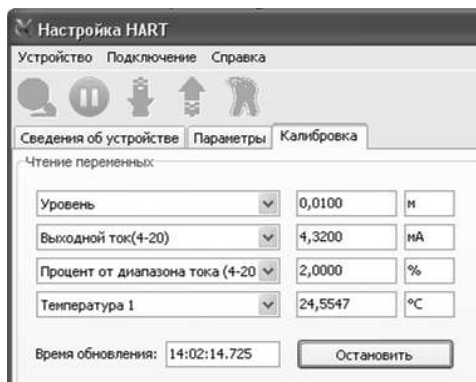 Настройка HART
Устройство Подключение Справка
Сведения об устройстве Параметры Калибровка
Чтение переменных
Уровень 0,0100 м
Выходной ток(4-20) 4,3200 мА
Процент от диапазона тока (4-20 2,0000 %
Температура 1 24,5547 °C
Время обновления: 14:02:14.725 Остановить